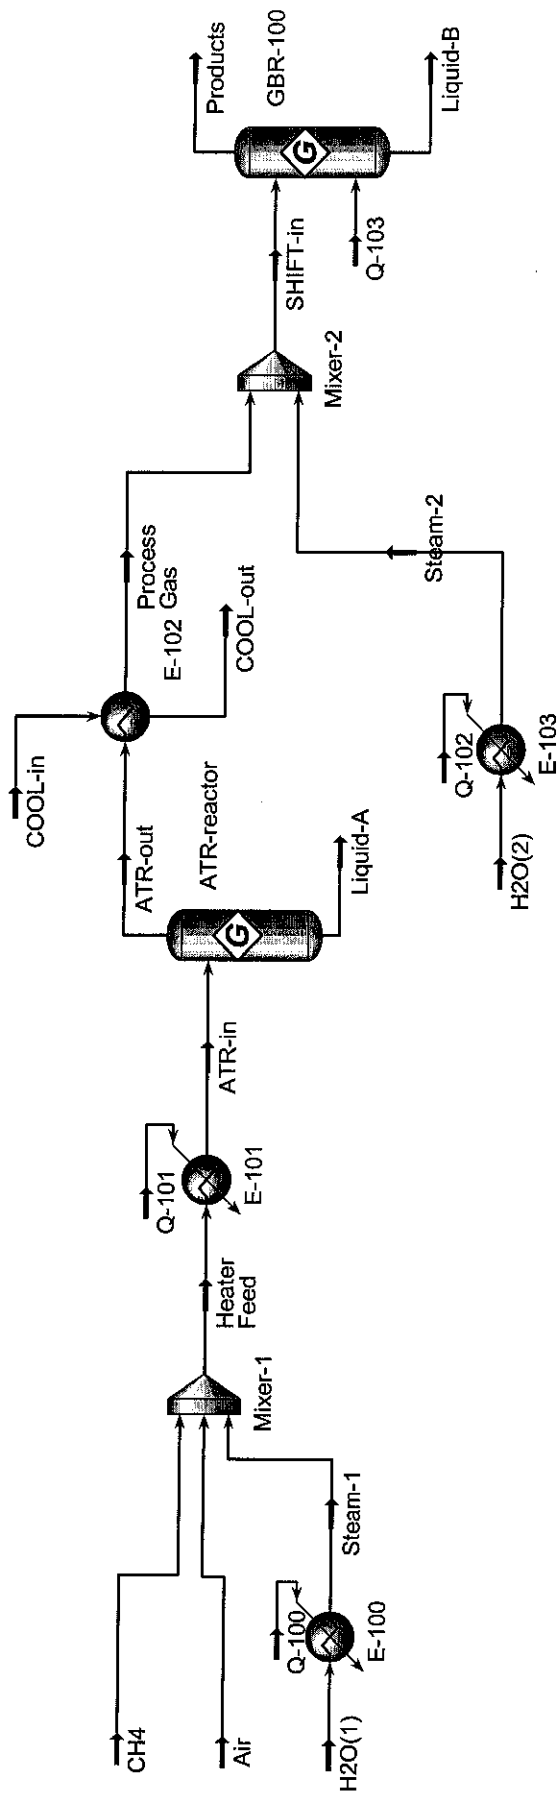 CH4
Air
H2O(1)
Q-100
E-100
Steam-1
Mixer-1
Heater
Feed
Q-101
E-101
ATR-in
G
ATR-reactor
Liquid-A
ATR-out
COOL-in
E-102
Process
Gas
COOL-out
H2O(2)
Q-102
E-103
Steam-2
Mixer-2
SHIFT-in
Q-103
G
GBR-100
Products
Liquid-B